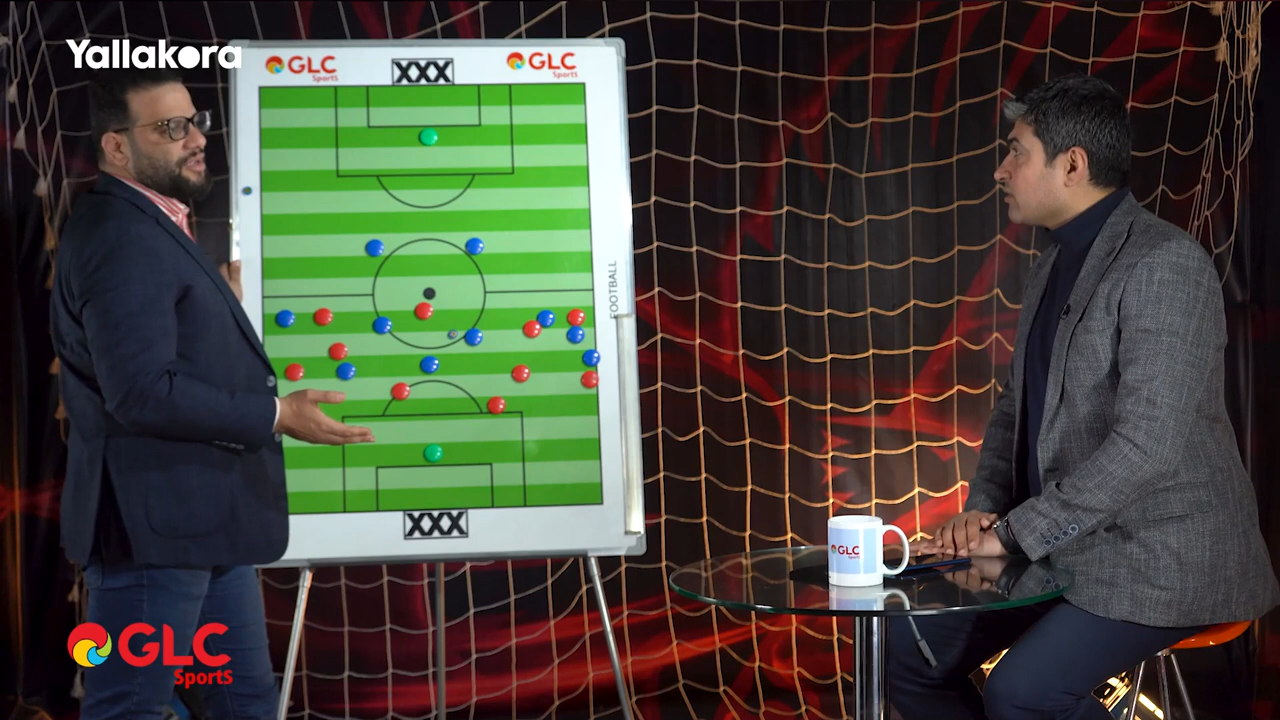 Yallakora
GLC
Sports
XXX
GLC
Sports
FOOTBALL
XXX
GLC
Sports
GLC
Sports